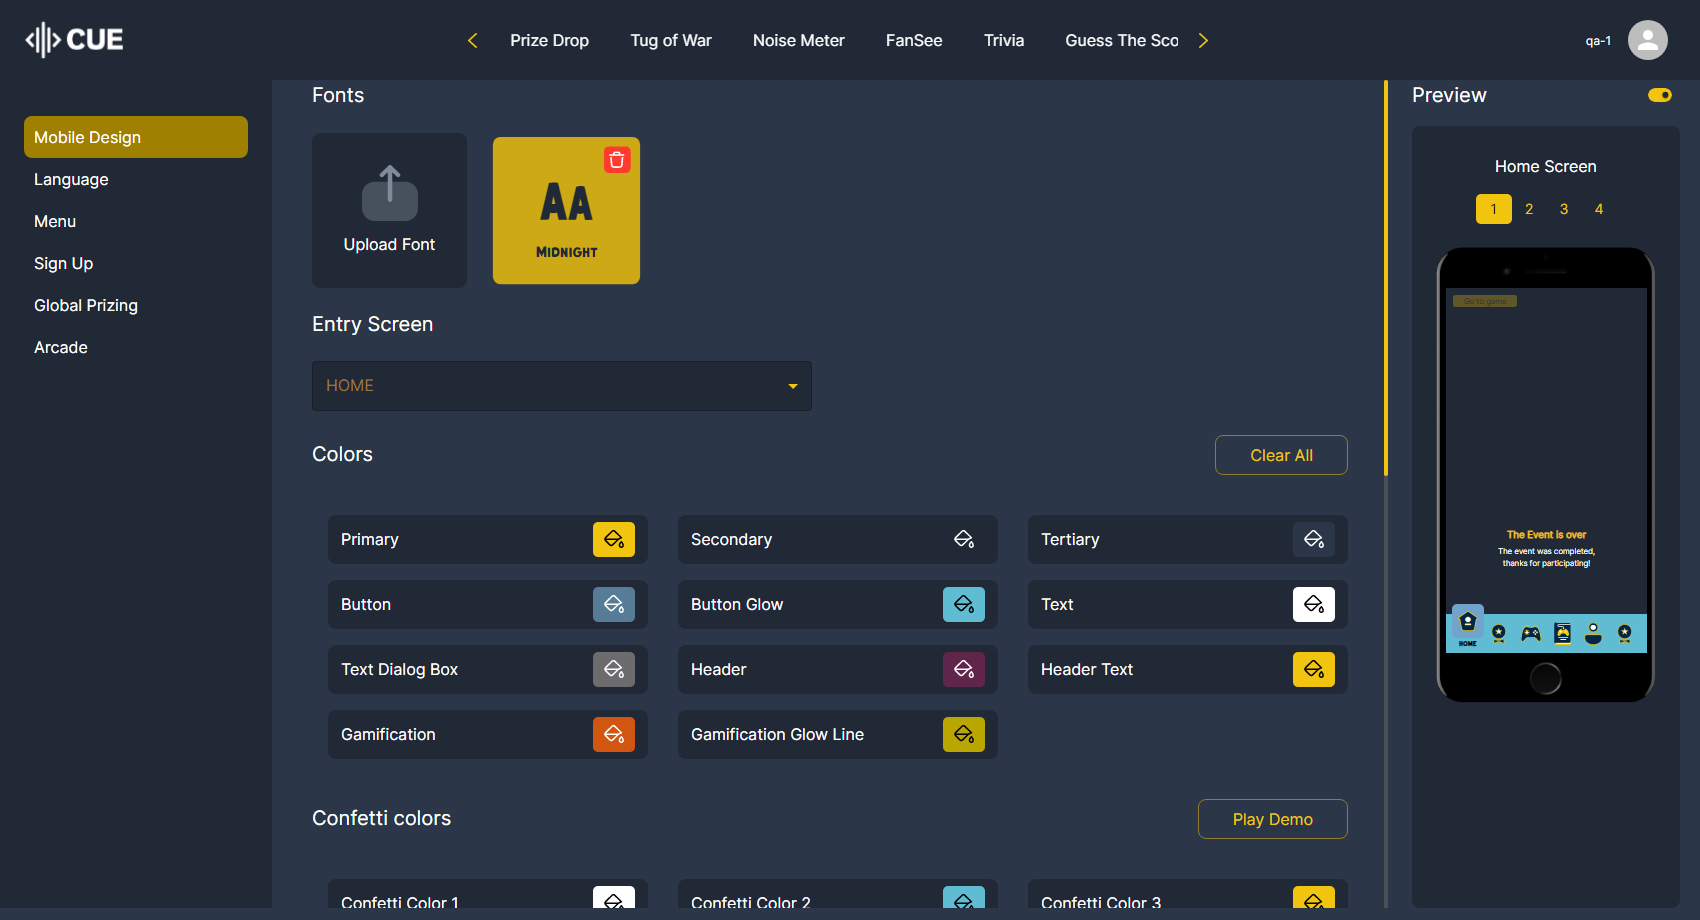 CUE
Prize Drop
Tug of War
Noise Meter
FanSee
Trivia
Guess The Sco
qa-1
Mobile Design
Language
Menu
Sign Up
Global Prizing
Arcade
Fonts
Upload Font
AA
MIDNIGHT
Entry Screen
HOME
Colors
Clear All
Primary
Secondary
Tertiary
Button
Button Glow
Text
Text Dialog Box
Header
Header Text
Gamification
Gamification Glow Line
Confetti colors
Play Demo
Confetti Color 1
Confetti Color 2
Confetti Color 3
Preview
Home Screen
1 2 3 4
Go to game
The Event is over
The event was completed,
thanks for participating!
HOME